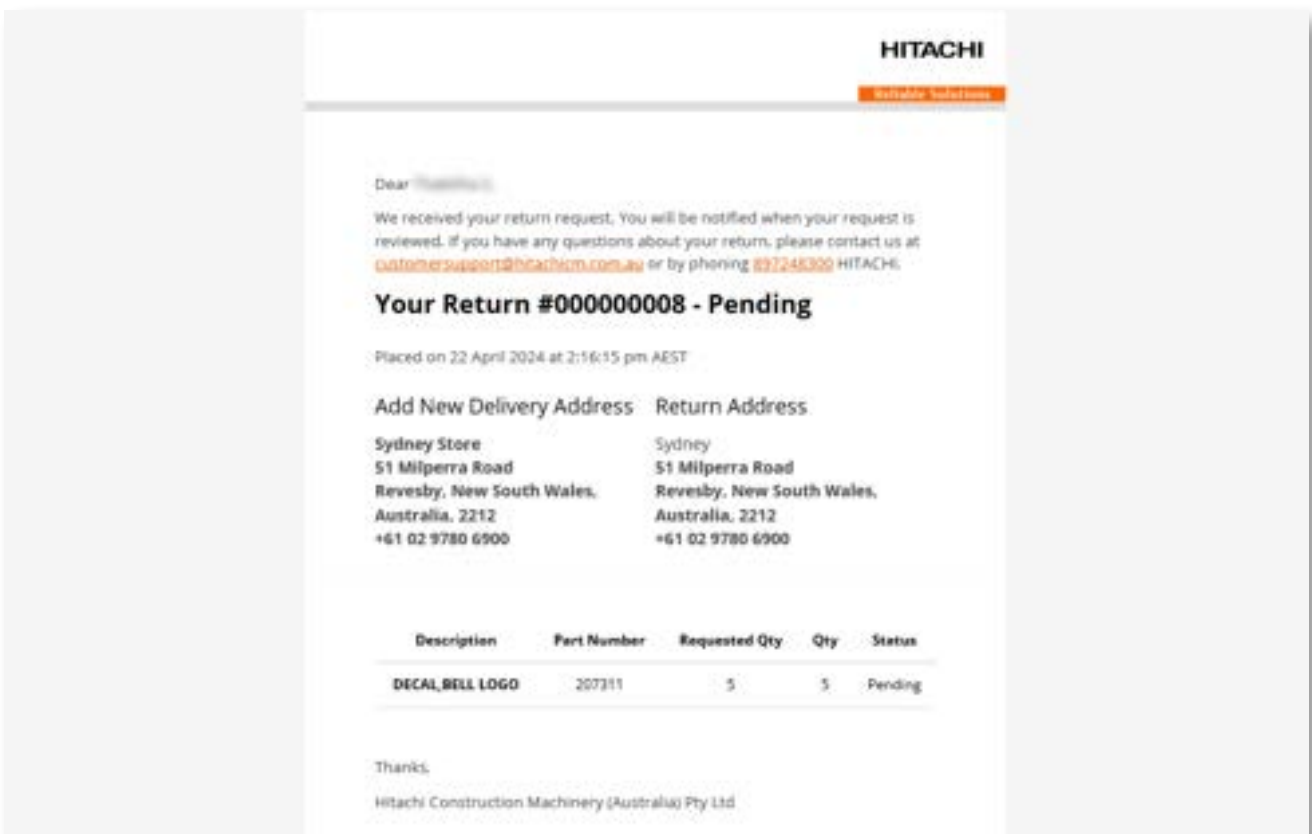 HITACHI
Reliable Solutions
Dear
We received your return request. You will be notified when your request is
reviewed. If you have any questions about your return, please contact us at
customersupport@hitachicm.com.au or by phoning 897248300 HITACHI.
Your Return #000000008 - Pending
Placed on 22 April 2024 at 2:16:15 pm AEST
Add New Delivery Address Return Address
Sydney Store Sydney
51 Milperra Road 51 Milperra Road
Revesby, New South Wales, Revesby, New South Wales,
Australia, 2212 Australia, 2212
+61 02 9780 6900 +61 02 9780 6900
Description Part Number Requested Qty Qty Status
DECAL,BELL LOGO 207311 5 5 Pending
Thanks,
Hitachi Construction Machinery (Australia) Pty Ltd